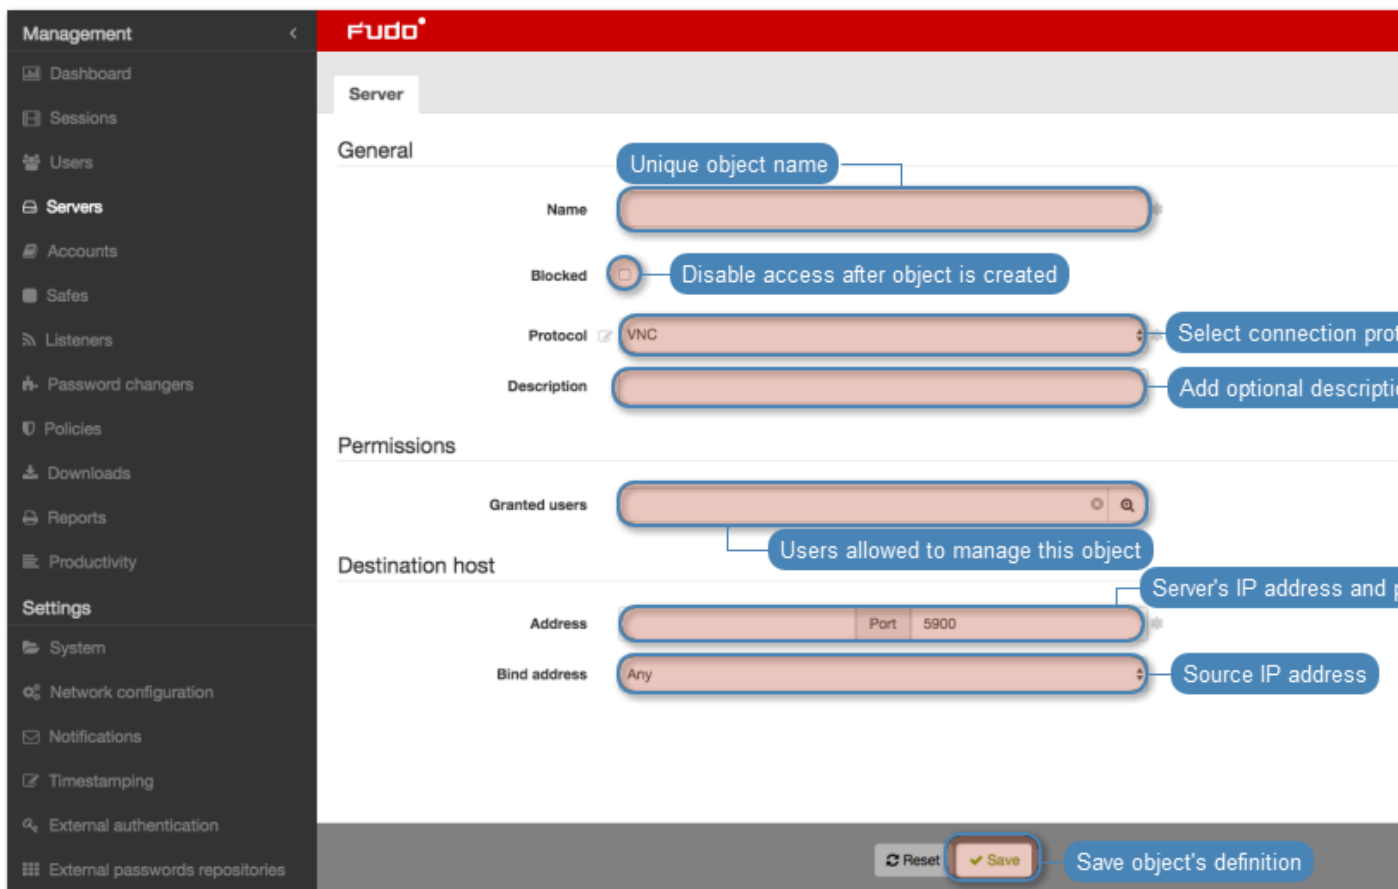 Management
Dashboard
Sessions
Users
Servers
Accounts
Safes
Listeners
Password changers
Policies
Downloads
Reports
Productivity
Settings
System
Network configuration
Notifications
Timestamping
External authentication
External passwords repositories
FUDO
Server
General
Unique object name
Name
Blocked
Disable access after object is created
Protocol VNC
Select connection prot
Description
Add optional descripti
Permissions
Granted users
Users allowed to manage this object
Destination host
Server's IP address and p
Address Port 5900
Bind address Any
Source IP address
Reset Save
Save object's definition